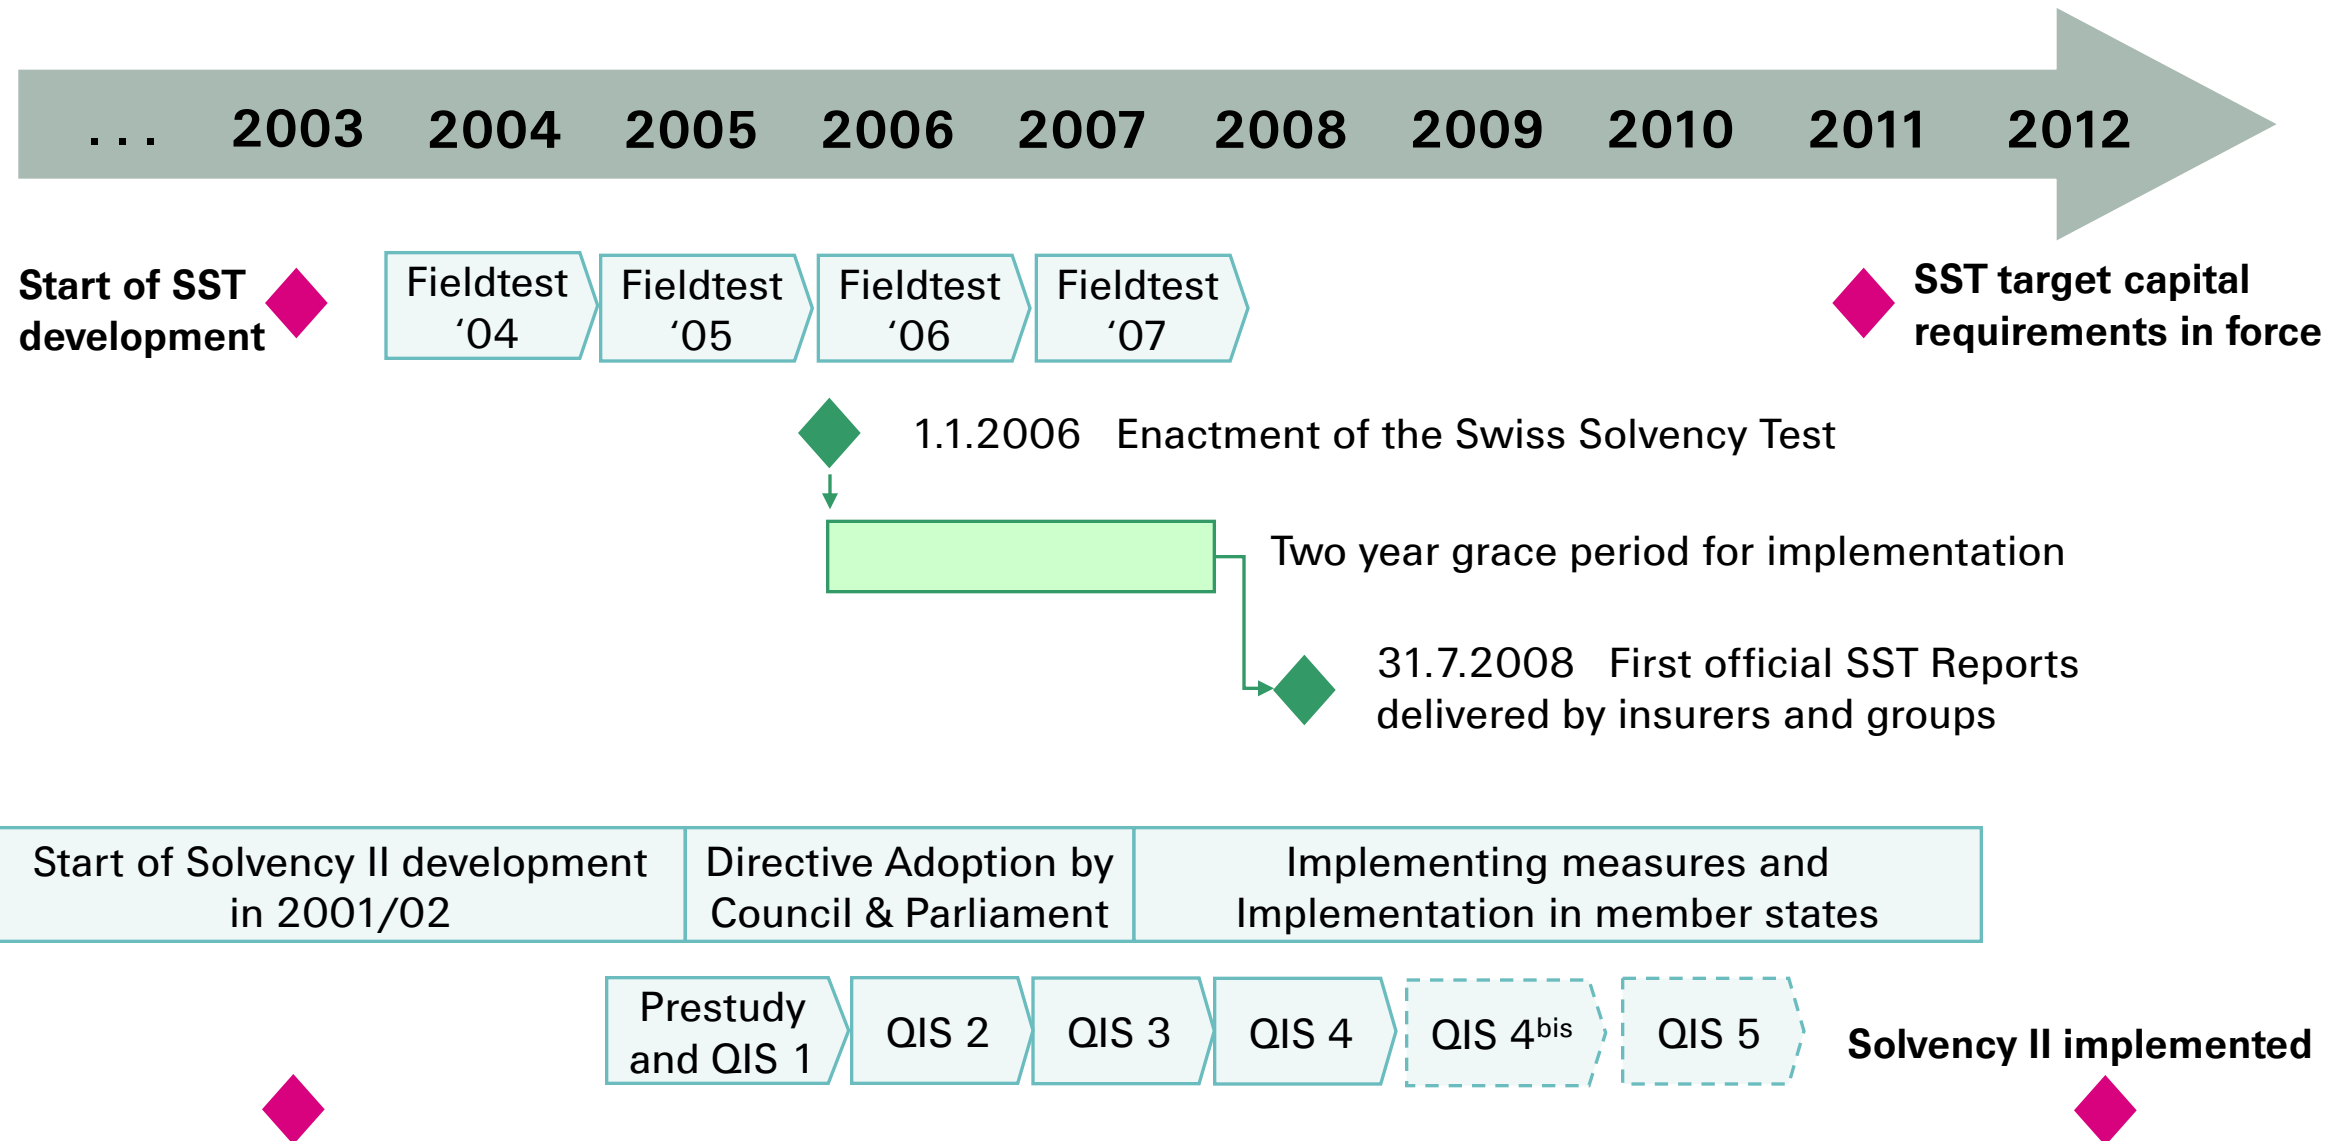 ... 2003 2004 2005 2006 2007 2008 2009 2010 2011 2012
Start of SST
development
Fieldtest
‘04
Fieldtest
‘05
Fieldtest
‘06
Fieldtest
‘07
SST target capital
requirements in force
1.1.2006 Enactment of the Swiss Solvency Test
Two year grace period for implementation
31.7.2008 First official SST Reports
delivered by insurers and groups
Start of Solvency II development
in 2001/02
Directive Adoption by
Council & Parliament
Implementing measures and
Implementation in member states
Prestudy
and QIS 1
QIS 2
QIS 3
QIS 4
QIS 4bis
QIS 5
Solvency II implemented